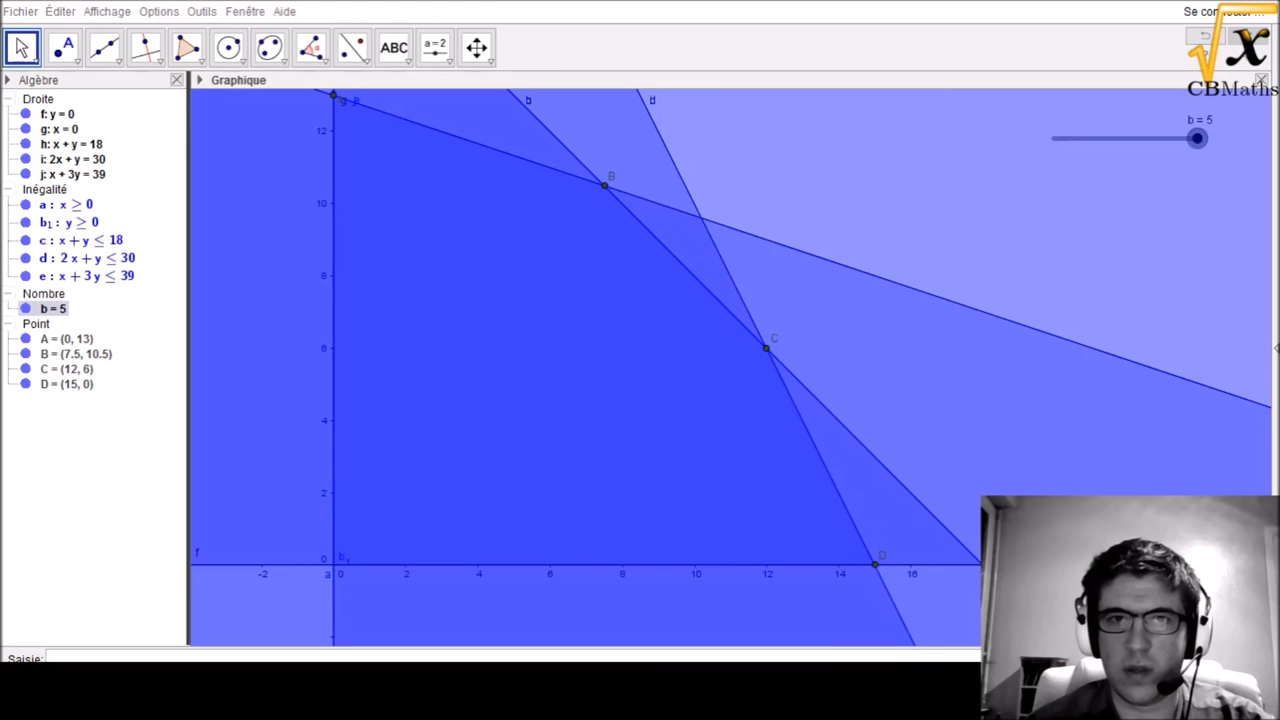 Fichier Éditer Affichage Options Outils Fenêtre Aide
A
ABC
a=2
x
CBMaths
Algèbre
Graphique
Droite
f: y = 0
g: x = 0
h: x + y = 18
i: 2x + y = 30
j: x + 3y = 39
Inégalité
a : x ≥ 0
b₁ : y ≥ 0
c : x + y ≤ 18
d : 2 x + y ≤ 30
e : x + 3 y ≤ 39
Nombre
b = 5
Point
A = (0, 13)
B = (7.5, 10.5)
C = (12, 6)
D = (15, 0)
b
d
b = 5
12
B
10
8
C
6
4
2
f
0
b₁
D
-2
a
0
2
4
6
8
10
12
14
16
Saisie: